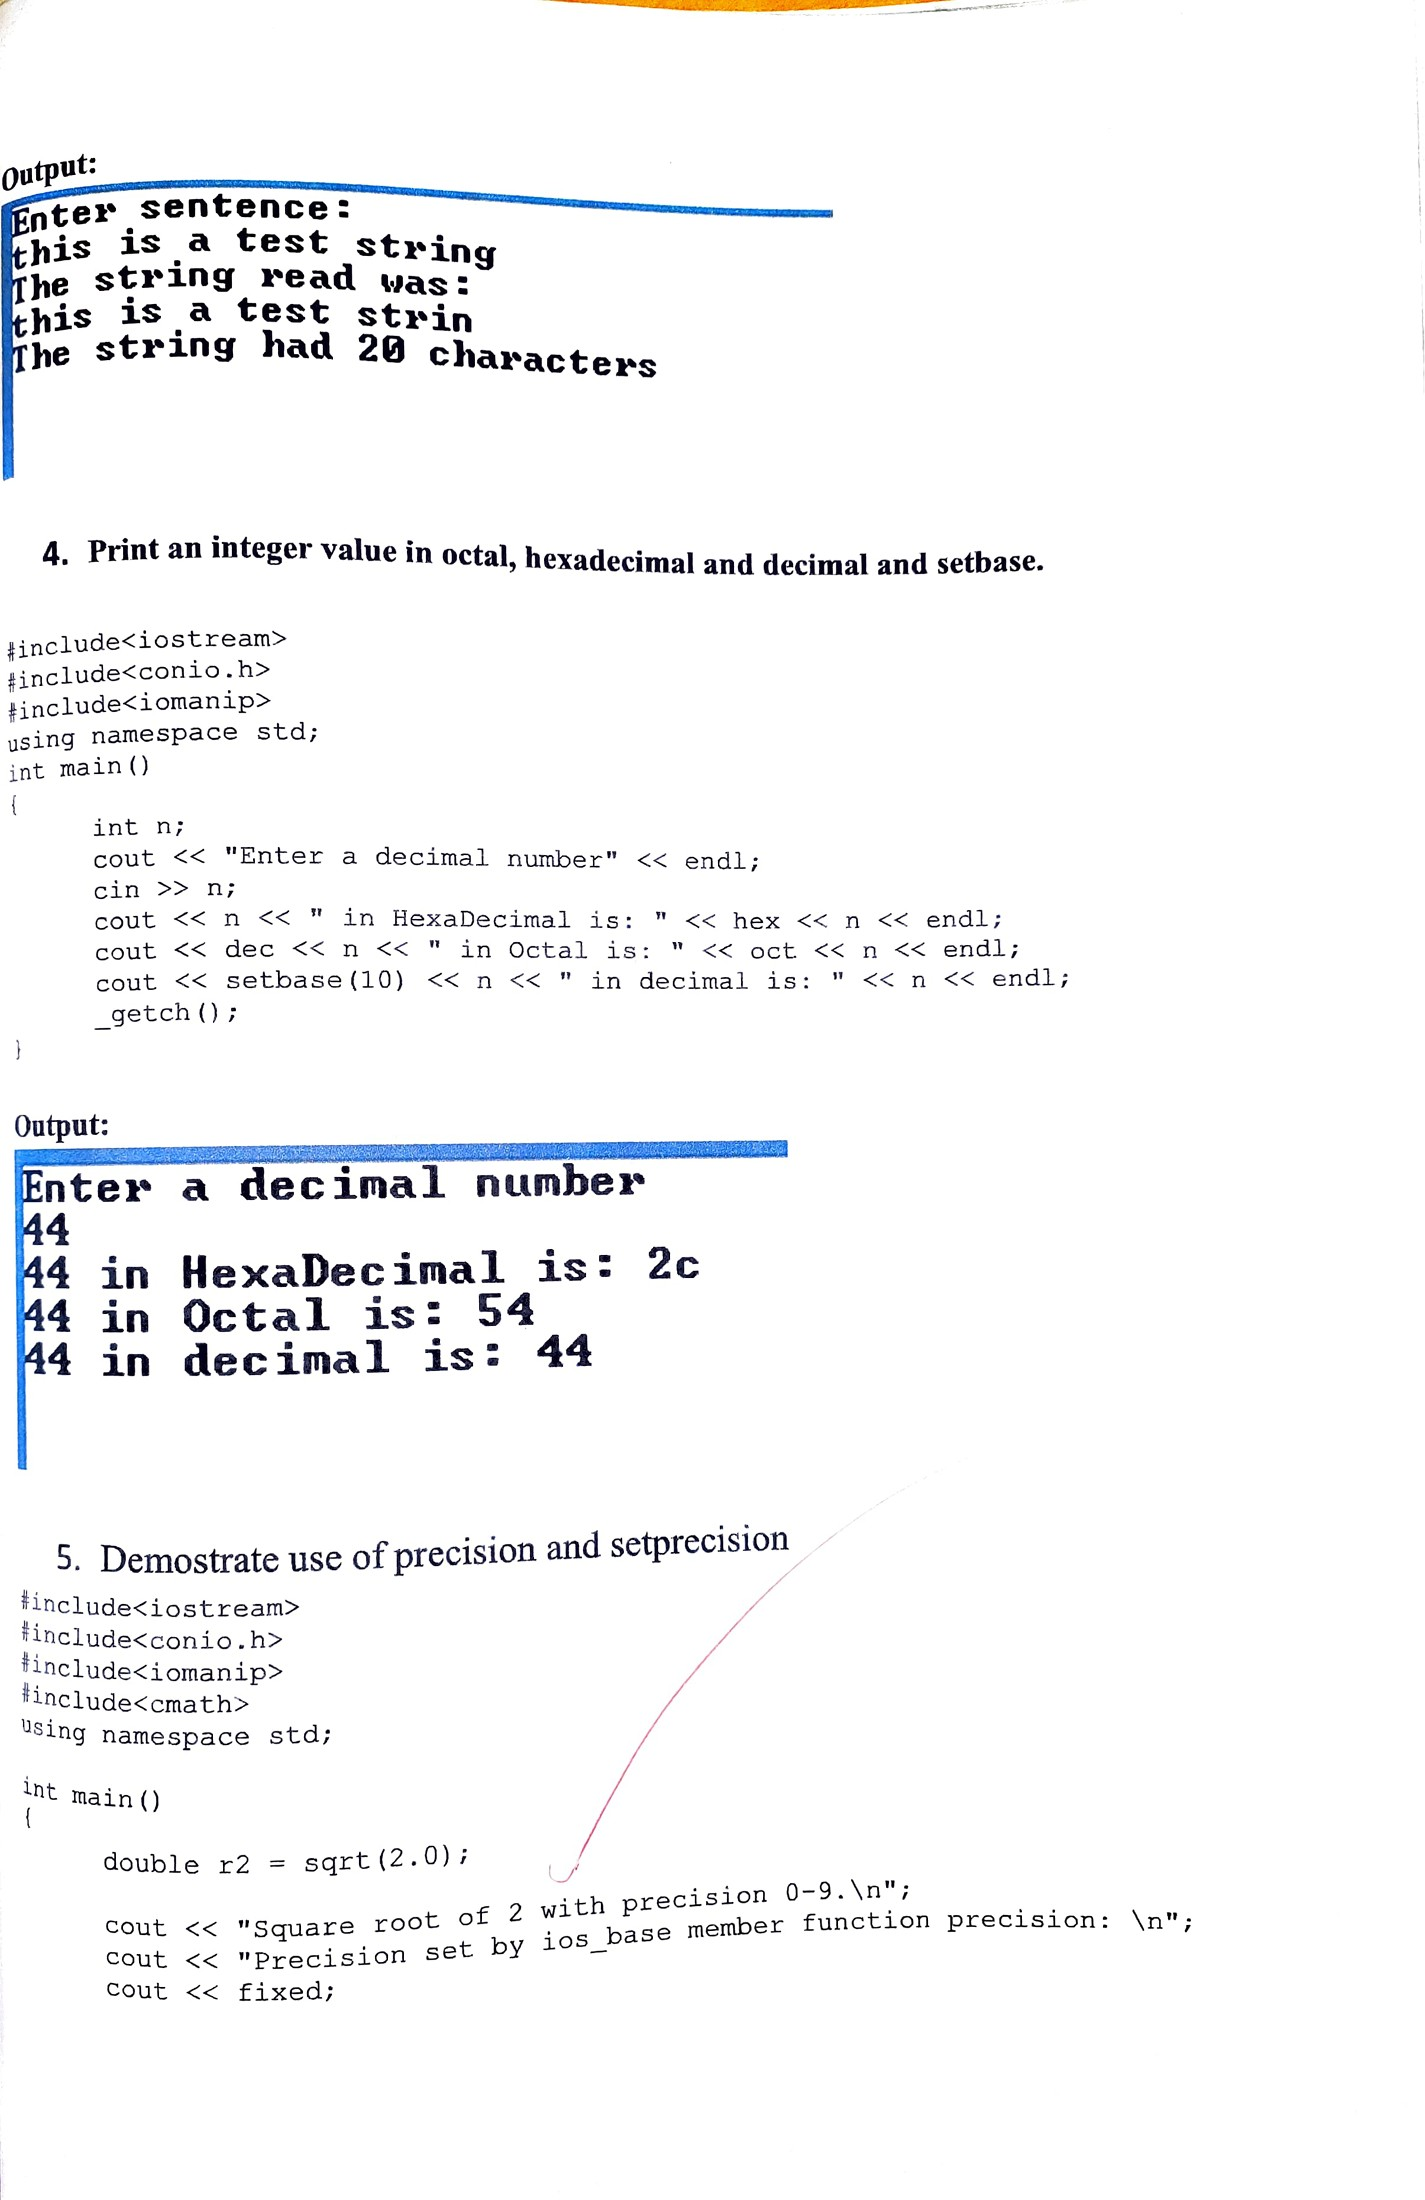 Output:
Enter sentence:
this is a test string
The string read was:
this is a test strin
The string had 20 characters
4. Print an integer value in octal, hexadecimal and decimal and setbase.
#include<iostream>
#include<conio.h>
#include<iomanip>
using namespace std;
int main()
{
int n;
cout << "Enter a decimal number" << endl;
cin >> n;
cout << n << " in HexaDecimal is: " << hex << n << endl;
cout << dec << n << " in Octal is: " << oct << n << endl;
cout << setbase(10) << n << " in decimal is: " << n << endl;
_getch();
}
Output:
Enter a decimal number
44
44 in HexaDecimal is: 2c
44 in Octal is: 54
44 in decimal is: 44
5. Demostrate use of precision and setprecision
#include<iostream>
#include<conio.h>
#include<iomanip>
#include<cmath>
using namespace std;
int main()
{
double r2 = sqrt(2.0);
cout << "Square root of 2 with precision 0-9.\n";
cout << "Precision set by ios_base member function precision: \n";
cout << fixed;